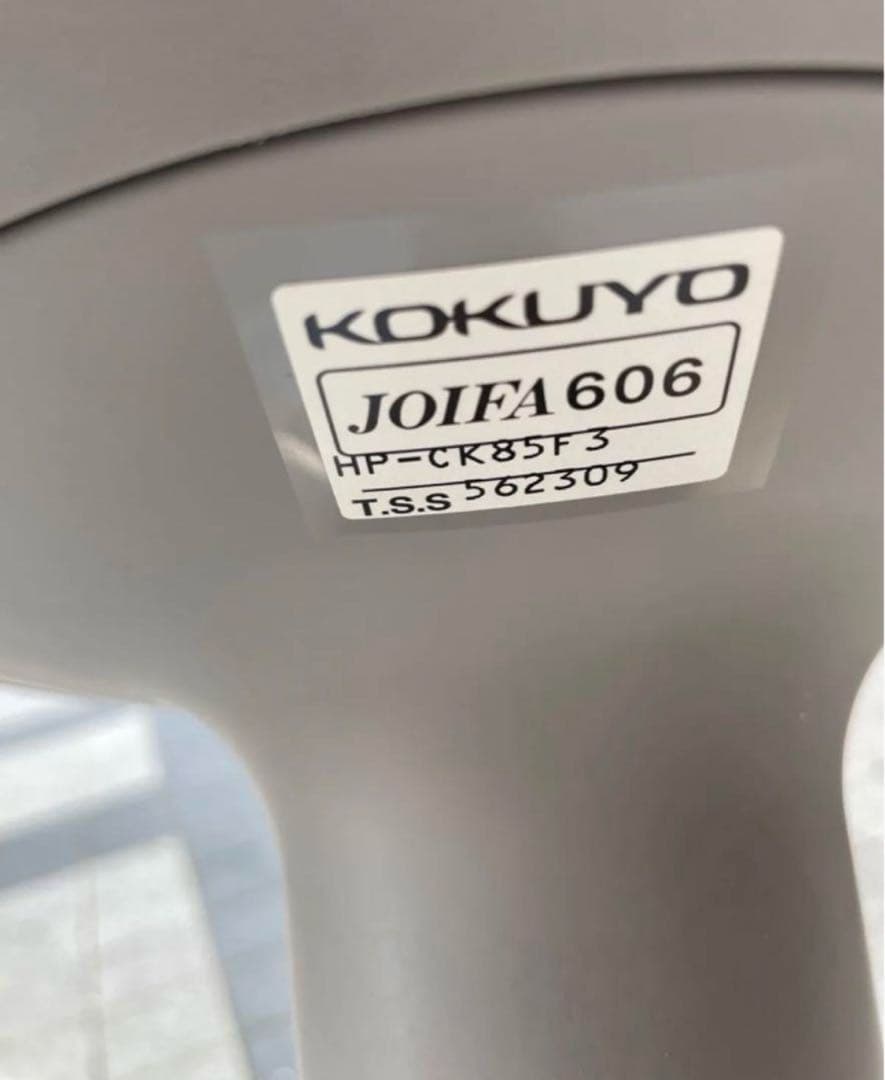 KOKUYO
JOIFA 606
HP-CK85F3
T.S.S 562309